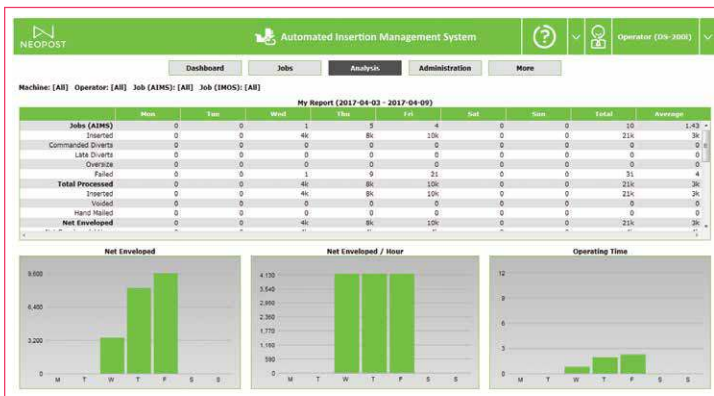 NEOPOST
Automated Insertion Management System
?
Operator (DS-200i)
Dashboard Jobs Analysis Administration More
Machine: [All] Operator: [All] Job (AIMS): [All] Job (IMOS): [All]
My Report (2017-04-03 - 2017-04-09)
Mon Tue Wed Thu Fri Sat Sun Total Average
Jobs (AIMS) 0 0 1 5 4 0 0 10 1.43
Inserted 0 0 4k 8k 10k 0 0 21k 3k
Commanded Diverts 0 0 0 0 0 0 0 0 0
Late Diverts 0 0 0 0 0 0 0 0 0
Oversize 0 0 0 0 0 0 0 0 0
Failed 0 0 1 9 21 0 0 31 4
Total Processed 0 0 4k 8k 10k 0 0 21k 3k
Inserted 0 0 4k 8k 10k 0 0 21k 3k
Voided 0 0 0 0 0 0 0 0 0
Hand Mailed 0 0 0 0 0 0 0 0 0
Net Enveloped 0 0 4k 8k 10k 0 0 21k 3k
Net Enveloped
9,600
6,400
3,200
0
M T W T F S S
Net Enveloped / Hour
4,130
3,540
2,950
2,360
1,770
1,180
590
0
M T W T F S S
Operating Time
12
9
6
3
0
M T W T F S S